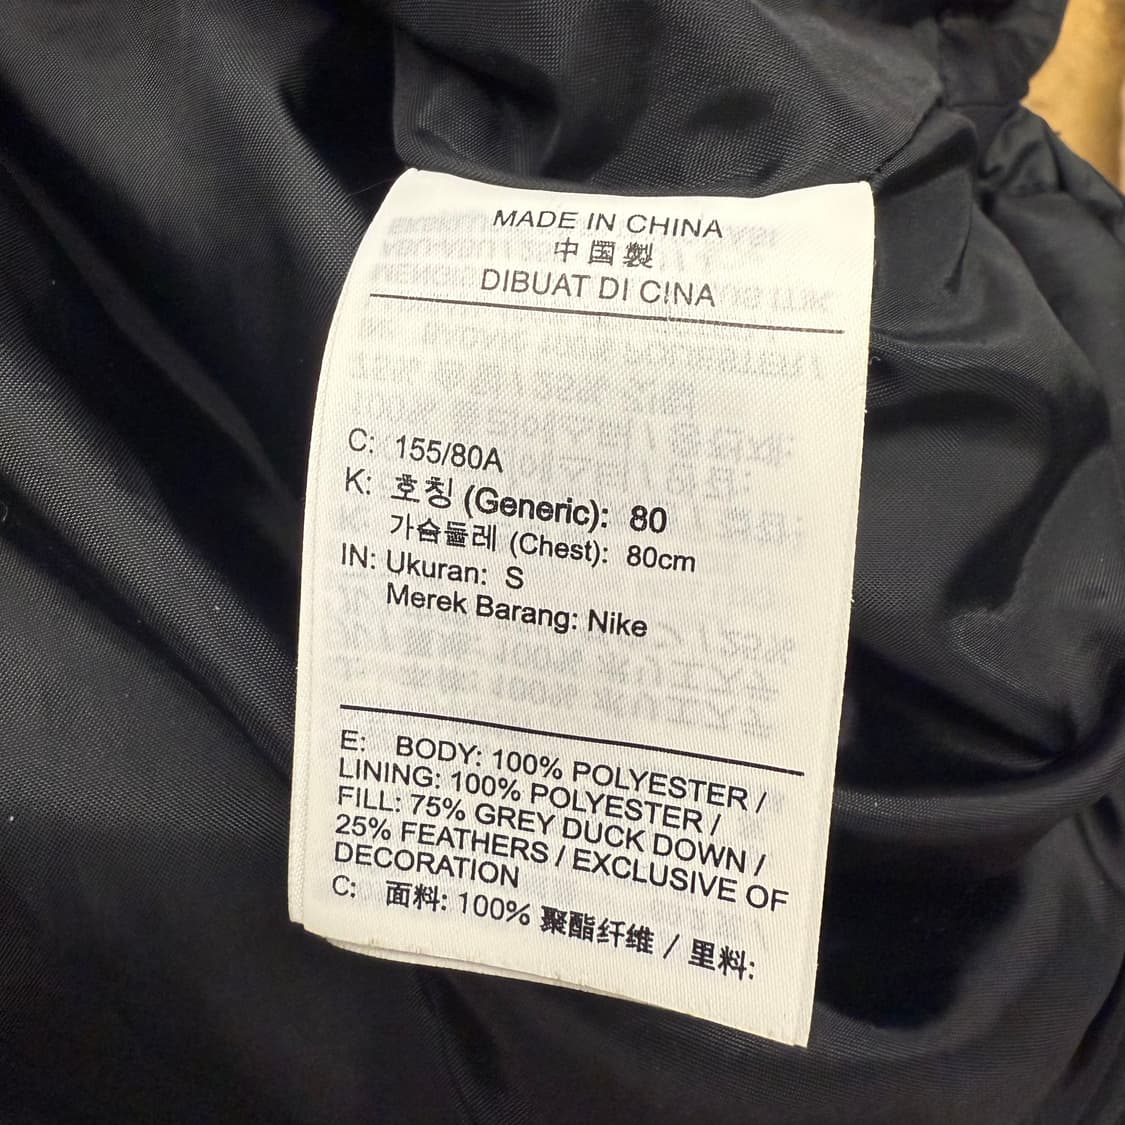 MADE IN CHINA
中国製
DIBUAT DI CINA
C: 155/80A
K: 호칭 (Generic): 80
가슴둘레 (Chest): 80cm
IN: Ukuran: S
Merek Barang: Nike
E: BODY: 100% POLYESTER /
LINING: 100% POLYESTER /
FILL: 75% GREY DUCK DOWN /
25% FEATHERS / EXCLUSIVE OF
DECORATION
C: 面料: 100% 聚酯纤维 / 里料: